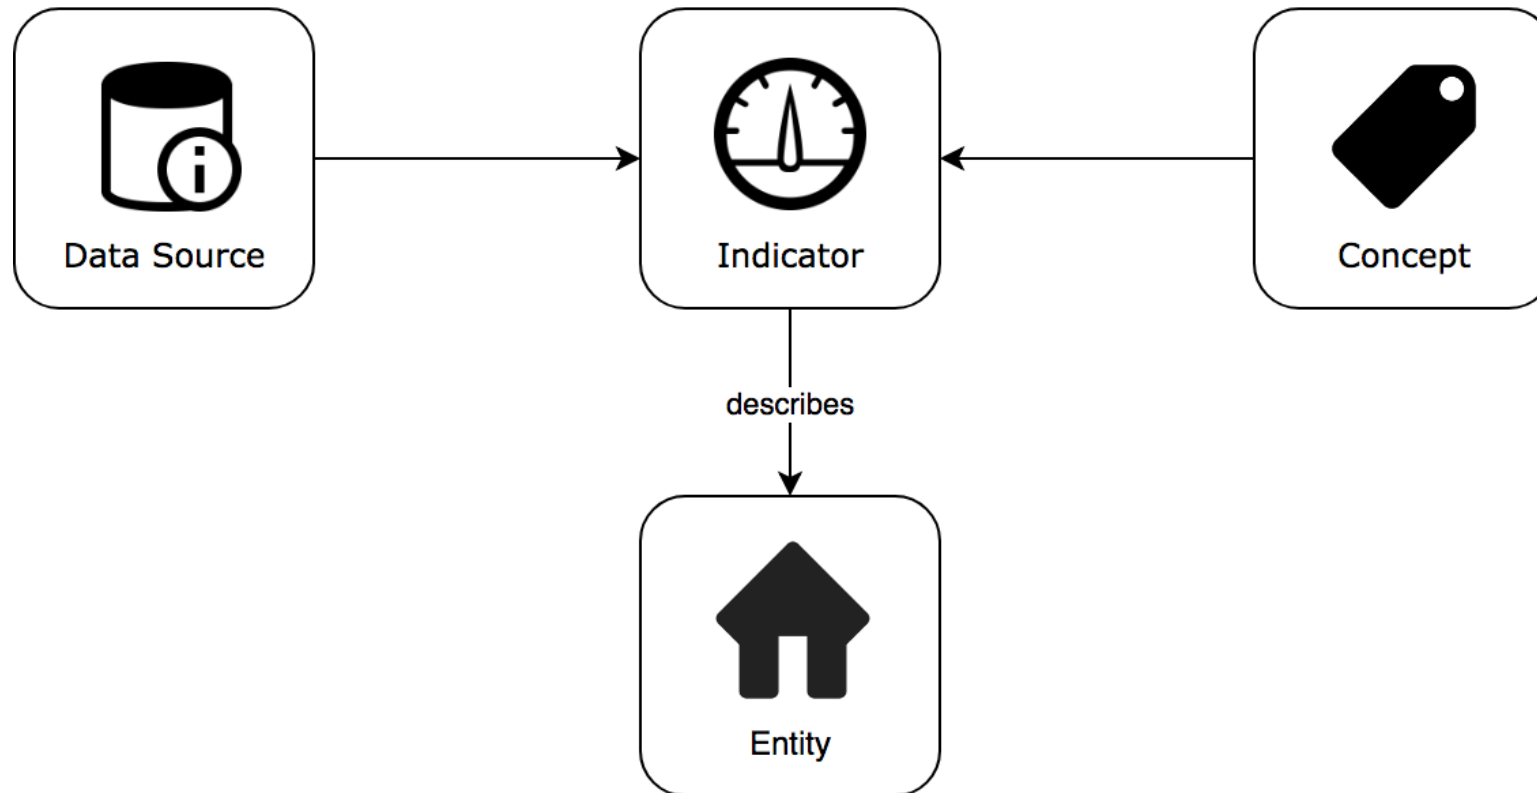 i
Data Source
Indicator
Concept
describes
Entity